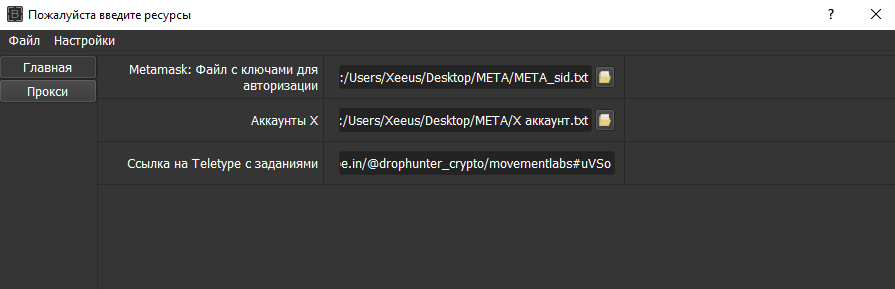 Пожалуйста введите ресурсы
?
Файл Настройки
Главная
Прокси
Metamask: Файл с ключами для
авторизации
:/Users/Xeeus/Desktop/META/META_sid.txt
Аккаунты X
:/Users/Xeeus/Desktop/META/X аккаунт.txt
Ссылка на Teletype с заданиями
pe.in/@drophunter_crypto/movementlabs#uVSo